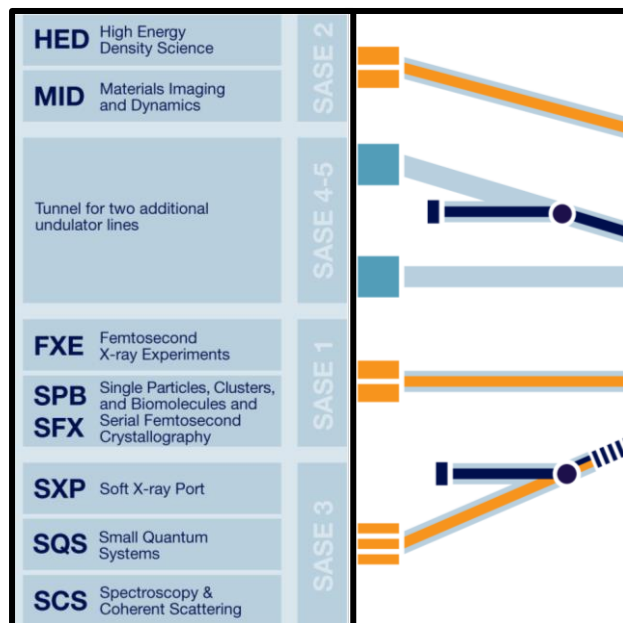 HED High Energy
Density Science
MID Materials Imaging
and Dynamics
SASE 2
Tunnel for two additional
undulator lines
SASE 4-5
FXE Femtosecond
X-ray Experiments
SPB Single Particles, Clusters,
and Biomolecules and
SFX Serial Femtosecond
Crystallography
SASE 1
SXP Soft X-ray Port
SQS Small Quantum
Systems
SCS Spectroscopy &
Coherent Scattering
SASE 3